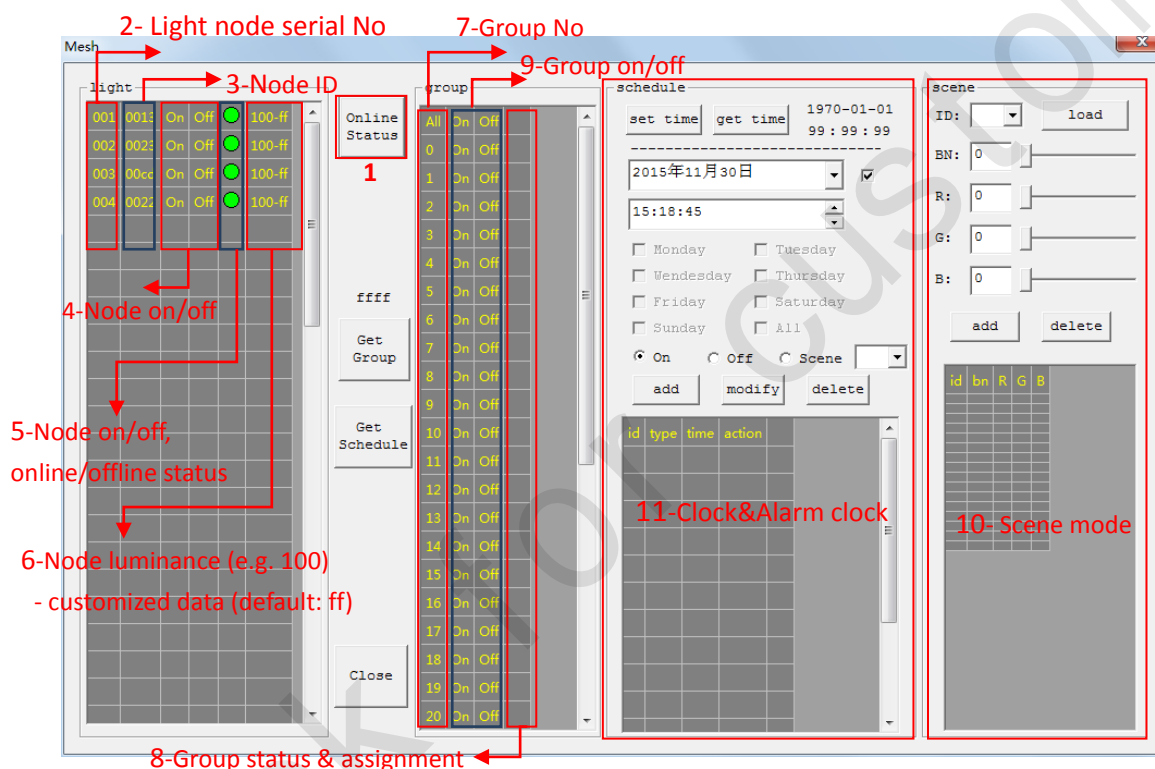 2- Light node serial No
7-Group No
Mesh
x
9-Group on/off
3-Node ID
light
001 0013 On Off 100-ff
002 0023 On Off 100-ff
003 00cc On Off 100-ff
004 0022 On Off 100-ff
4-Node on/off
5-Node on/off,
online/offline status
6-Node luminance (e.g. 100)
- customized data (default: ff)
Online
Status
1
ffff
Get
Group
Get
Schedule
Close
group
All On Off
0 On Off
1 On Off
2 On Off
3 On Off
4 On Off
5 On Off
6 On Off
7 On Off
8 On Off
9 On Off
10 On Off
11 On Off
12 On Off
13 On Off
14 On Off
15 On Off
16 On Off
17 On Off
18 On Off
19 On Off
20 On Off
8-Group status & assignment
schedule
set time get time 1970-01-01
99:99:99
2015年11月30日
15:18:45
Monday Tuesday
Wendesday Thursday
Friday Saturday
Sunday All
On Off Scene
add modify delete
id type time action
11-Clock&Alarm clock
scene
ID: load
BN: 0
R: 0
G: 0
B: 0
add delete
id bn R G B
10- Scene mode
for custom